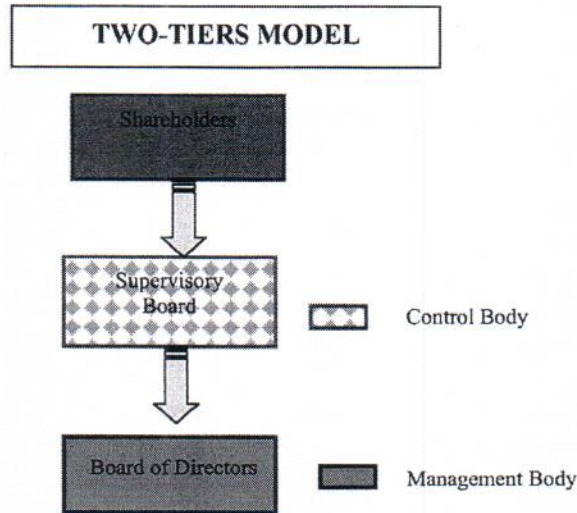 TWO-TIERS MODEL
Shareholders
Supervisory
Board
Control Body
Board of Directors
Management Body